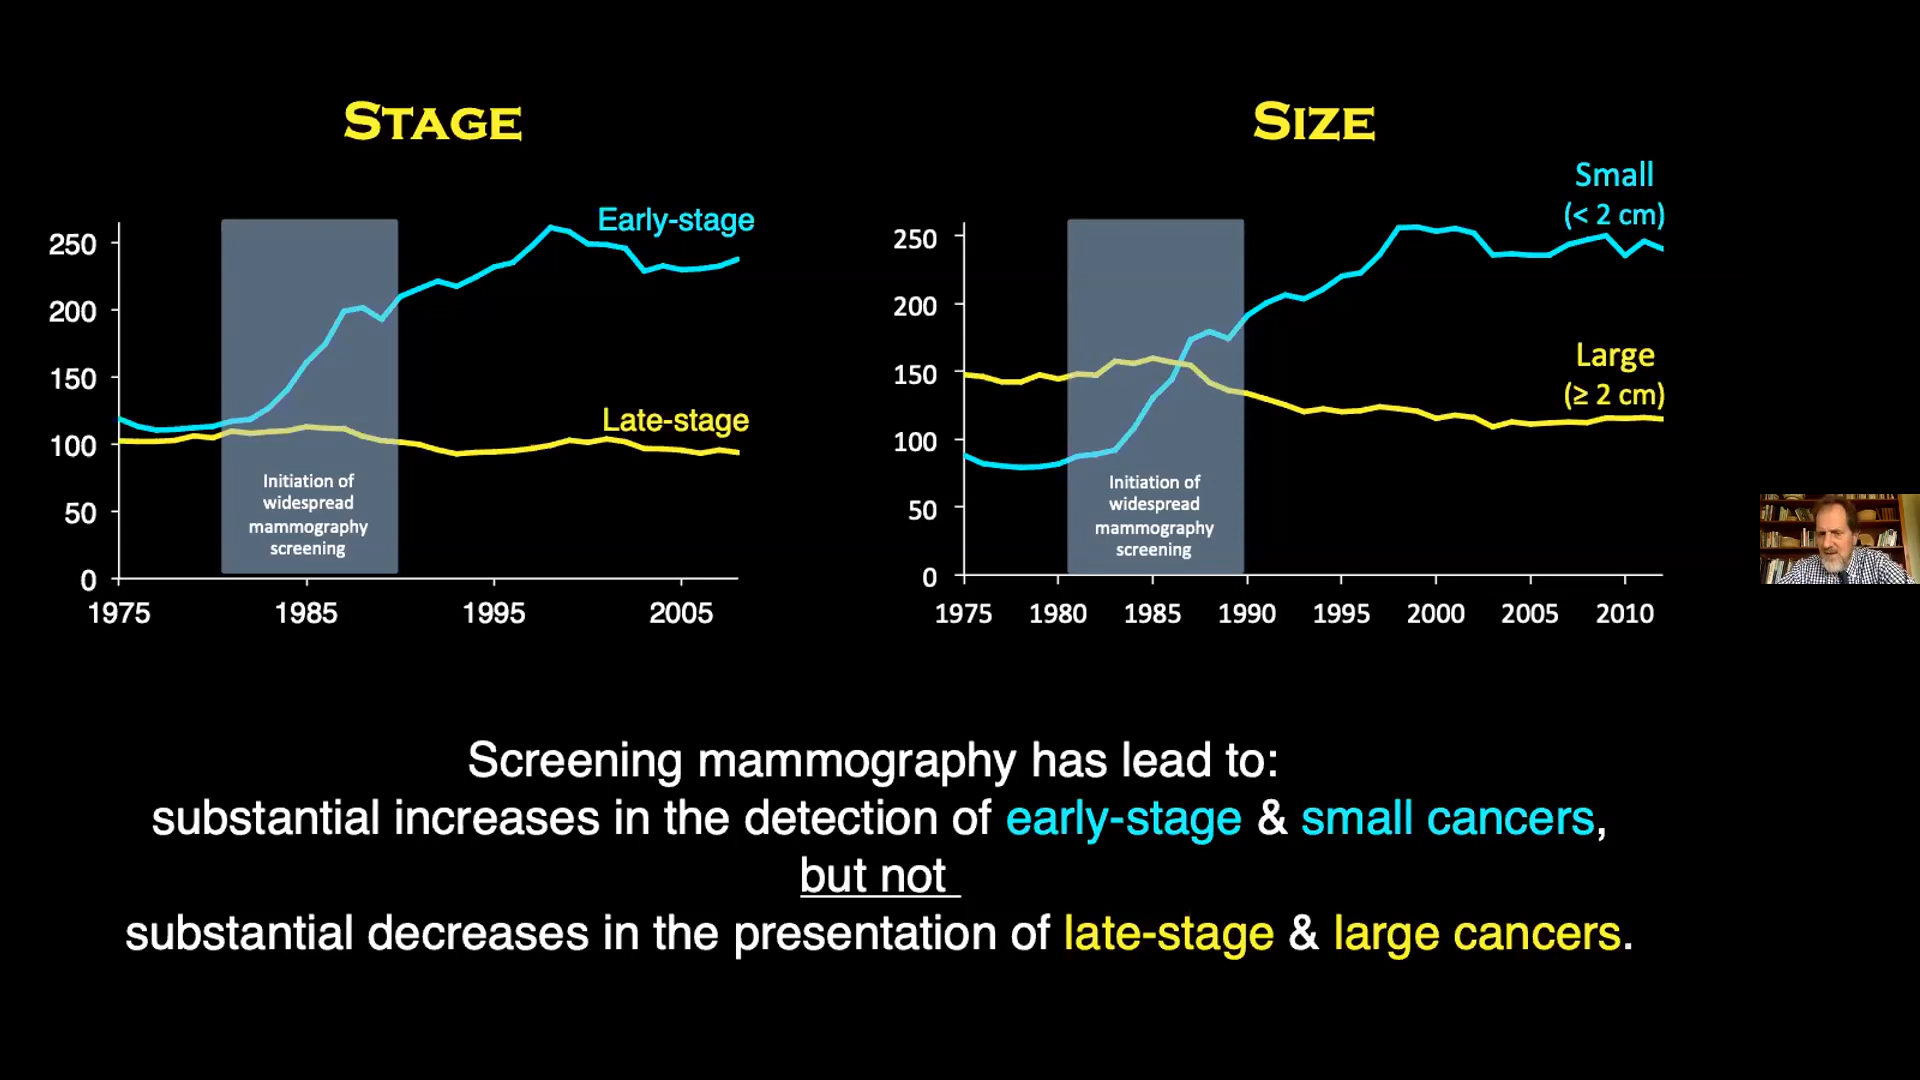 STAGE
250
200
150
100
50
0
1975
1985
1995
2005
Early-stage
Late-stage
Initiation of
widespread
mammography
screening
SIZE
250
200
150
100
50
0
1975
1980
1985
1990
1995
2000
2005
2010
Small
(< 2 cm)
Large
(≥ 2 cm)
Initiation of
widespread
mammography
screening
Screening mammography has lead to:
substantial increases in the detection of early-stage & small cancers,
but not
substantial decreases in the presentation of late-stage & large cancers.